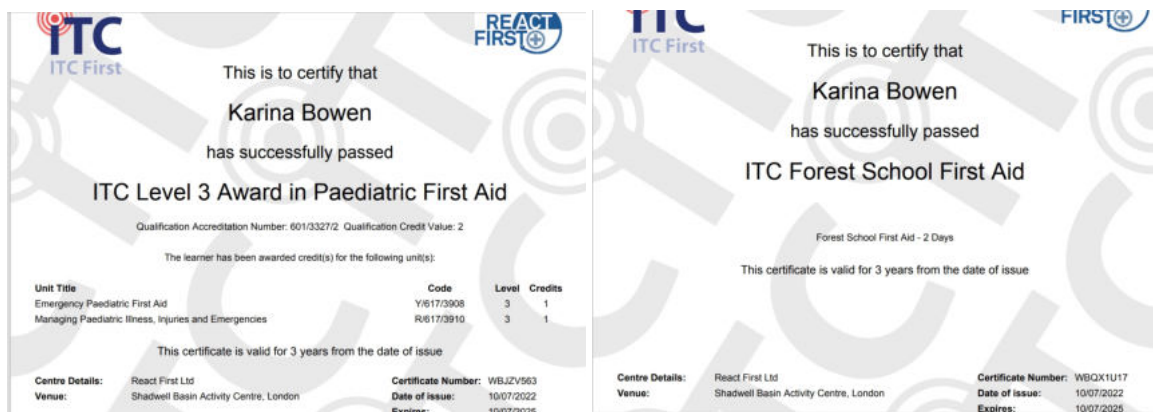 ITC
ITC First
REACT
FIRST
This is to certify that
Karina Bowen
has successfully passed
ITC Level 3 Award in Paediatric First Aid
Qualification Accreditation Number: 601/3327/2 Qualification Credit Value: 2
The learner has been awarded credit(s) for the following unit(s):
Unit Title Code Level Credits
Emergency Paediatric First Aid Y/617/3908 3 1
Managing Paediatric Illness, Injuries and Emergencies R/617/3910 3 1
This certificate is valid for 3 years from the date of issue
Centre Details: React First Ltd Certificate Number: WBJZV563
Venue: Shadwell Basin Activity Centre, London Date of issue: 10/07/2022
Expires: 10/07/2025
ITC
ITC First
FIRST
This is to certify that
Karina Bowen
has successfully passed
ITC Forest School First Aid
Forest School First Aid - 2 Days
This certificate is valid for 3 years from the date of issue
Centre Details: React First Ltd Certificate Number: WBQX1U17
Venue: Shadwell Basin Activity Centre, London Date of issue: 10/07/2022
Expires: 10/07/2025